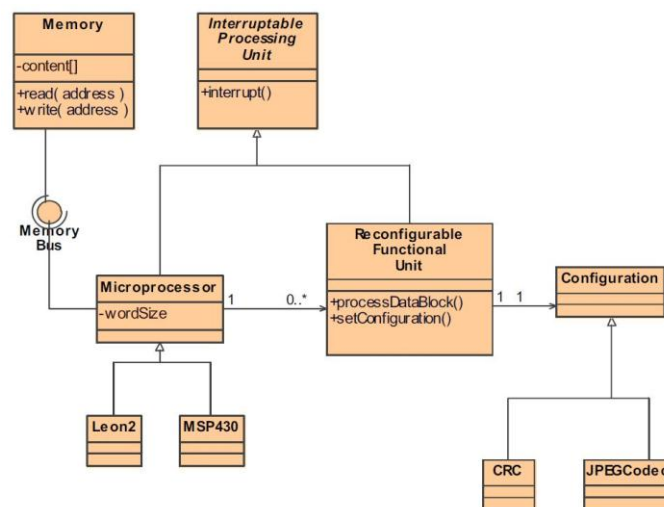 Memory
-content[]
+read( address )
+write( address )
Interruptable
Processing
Unit
+interrupt()
Memory
Bus
Microprocessor
-wordSize
1
0..*
Reconfigurable
Functional
Unit
+processDataBlock()
+setConfiguration()
1 1
Configuration
Leon2
MSP430
CRC
JPEGCodec